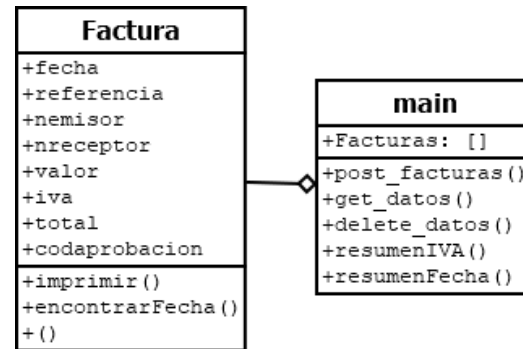 Factura
+fecha
+referencia
+nemisor
+nreceptor
+valor
+iva
+total
+codaprobacion
+imprimir()
+encontrarFecha()
+()
main
+Facturas: []
+post_facturas()
+get_datos()
+delete_datos()
+resumenIVA()
+resumenFecha()